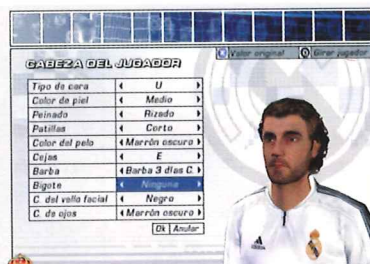 Valor original Girar jugador
CABEZA DEL JUGADOR
Tipo de cara U
Color de piel Medio
Peinado Rizado
Patillas Corto
Color del pelo Marrón oscuro
Cejas E
Barba Barba 3 días C.
Bigote Ninguno
C. del vello facial Negro
C. de ojos Marrón oscuro
Ok Anular
adidas